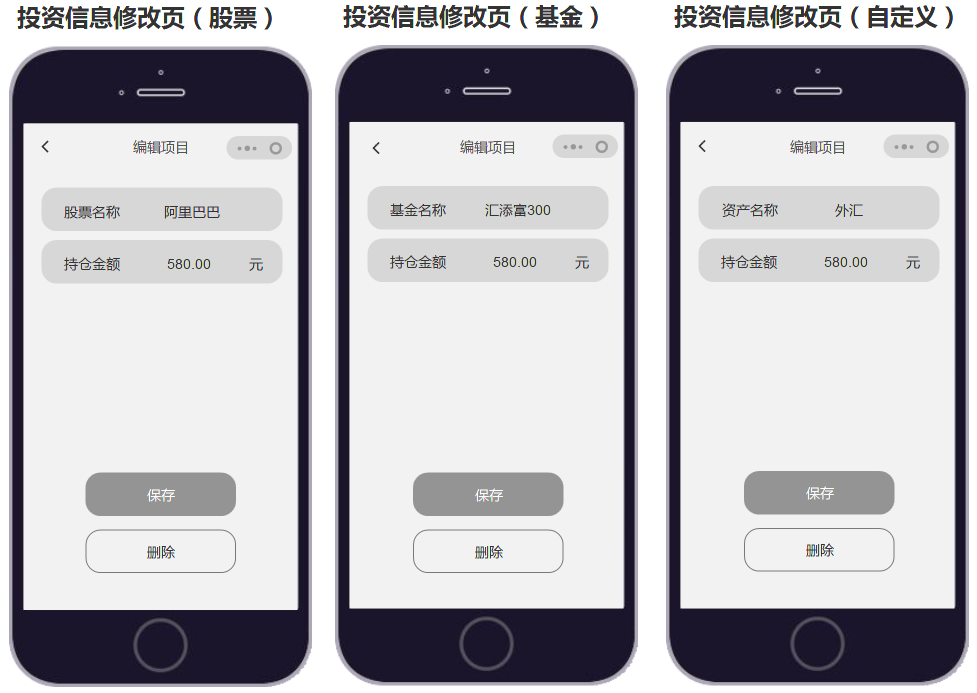 投资信息修改页（股票）
编辑项目
股票名称 阿里巴巴
持仓金额 580.00 元
保存
删除
投资信息修改页（基金）
编辑项目
基金名称 汇添富300
持仓金额 580.00 元
保存
删除
投资信息修改页（自定义）
编辑项目
资产名称 外汇
持仓金额 580.00 元
保存
删除